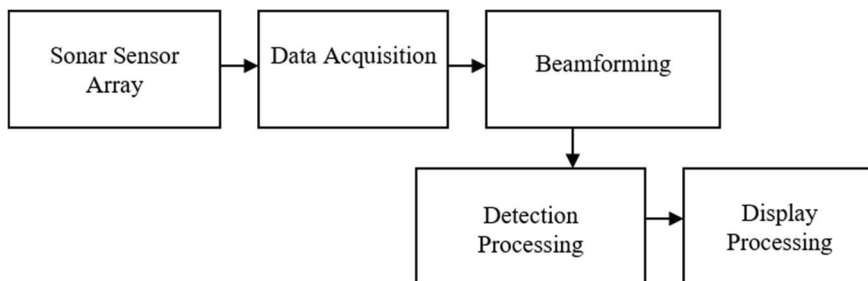 Sonar Sensor
Array
Data Acquisition
Beamforming
Detection
Processing
Display
Processing